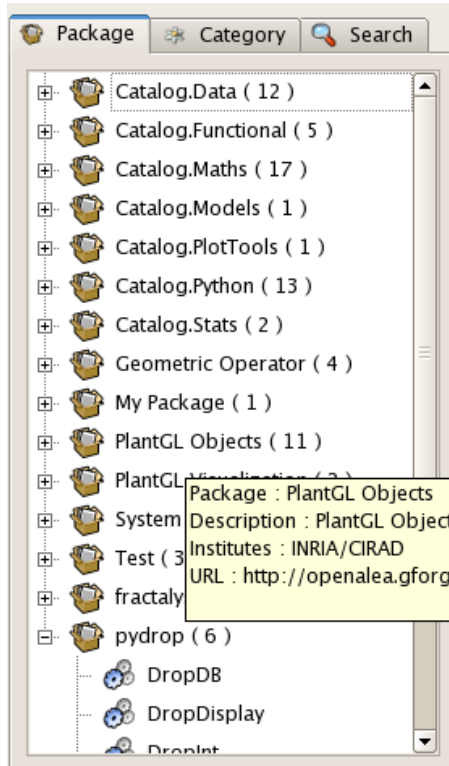 Package Category Search
Catalog.Data ( 12 )
Catalog.Functional ( 5 )
Catalog.Maths ( 17 )
Catalog.Models ( 1 )
Catalog.PlotTools ( 1 )
Catalog.Python ( 13 )
Catalog.Stats ( 2 )
Geometric Operator ( 4 )
My Package ( 1 )
PlantGL Objects ( 11 )
PlantGL
Package : PlantGL Objects
System
Description : PlantGL Object
Institutes : INRIA/CIRAD
Test ( 3
URL : http://openalea.gforg
fractaly
pydrop ( 6 )
DropDB
DropDisplay
DropInt